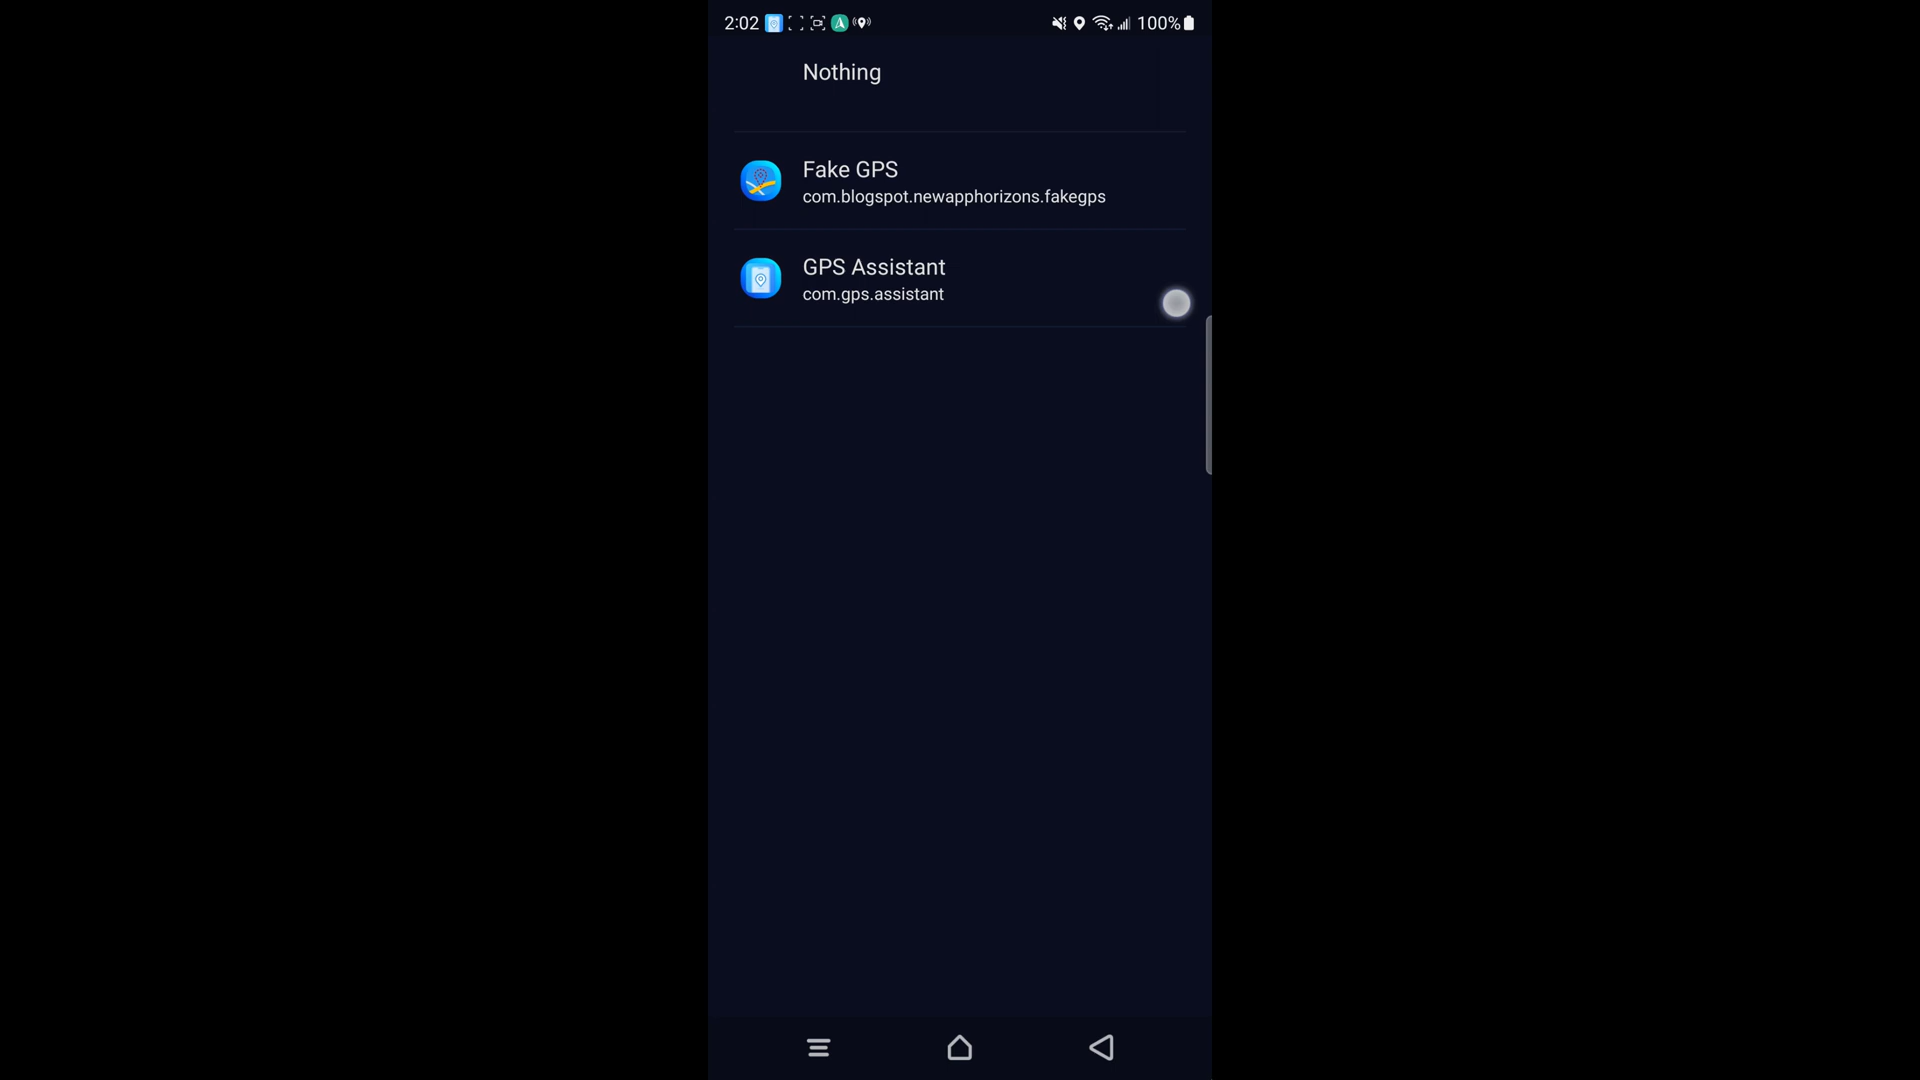 2:02
100%
Nothing
Fake GPS
com.blogspot.newapphorizons.fakegps
GPS Assistant
com.gps.assistant